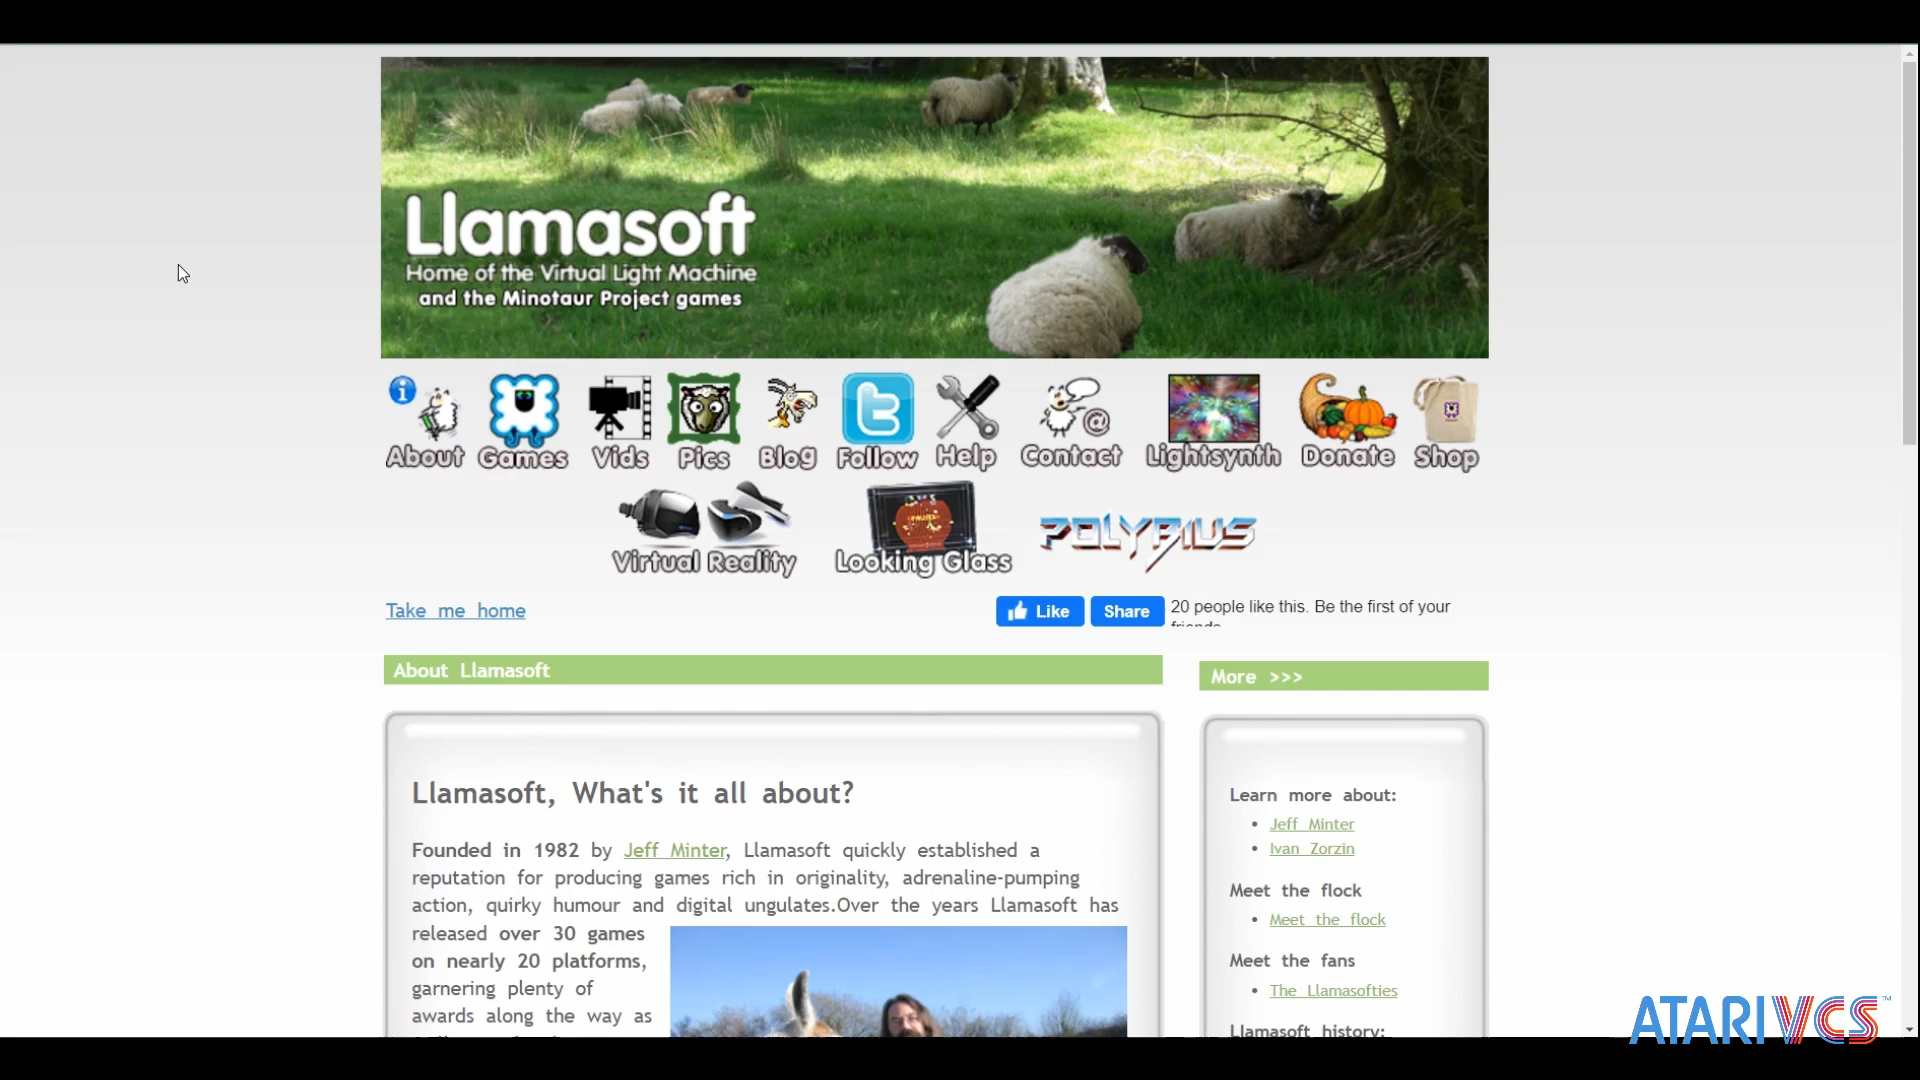 Llamasoft
Home of the Virtual Light Machine
and the Minotaur Project games
About Games Vids Pics Blog Follow Help Contact Lightsynth Donate Shop
Virtual Reality Looking Glass POLYBIUS
Take me home
Like Share 20 people like this. Be the first of your
friends.
About Llamasoft
More >>>
Llamasoft, What's it all about?
Founded in 1982 by Jeff Minter, Llamasoft quickly established a
reputation for producing games rich in originality, adrenaline-pumping
action, quirky humour and digital ungulates.Over the years Llamasoft has
released over 30 games
on nearly 20 platforms,
garnering plenty of
awards along the way as
Learn more about:
• Jeff Minter
• Ivan Zorzin
Meet the flock
• Meet the flock
Meet the fans
• The Llamasofties
Llamasoft history:
ATARI VCS™